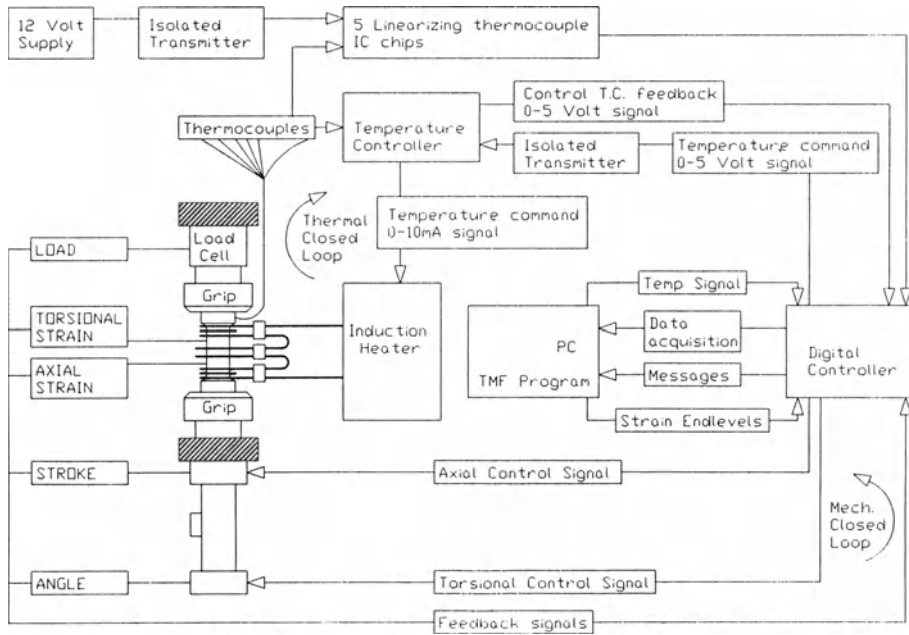 12 Volt
Supply
Isolated
Transmitter
5 Linearizing thermocouple
IC chips
Thermocouples
Temperature
Controller
Control T.C. feedback
0-5 Volt signal
Isolated
Transmitter
Temperature command
0-5 Volt signal
Thermal
Closed
Loop
Temperature command
0-10mA signal
LOAD
Load
Cell
Grip
TORSIONAL
STRAIN
AXIAL
STRAIN
Induction
Heater
PC
TMF Program
Temp Signal
Data
acquisition
Messages
Strain Endlevels
Digital
Controller
Grip
STROKE
Axial Control Signal
Mech.
Closed
Loop
ANGLE
Torsional Control Signal
Feedback signals